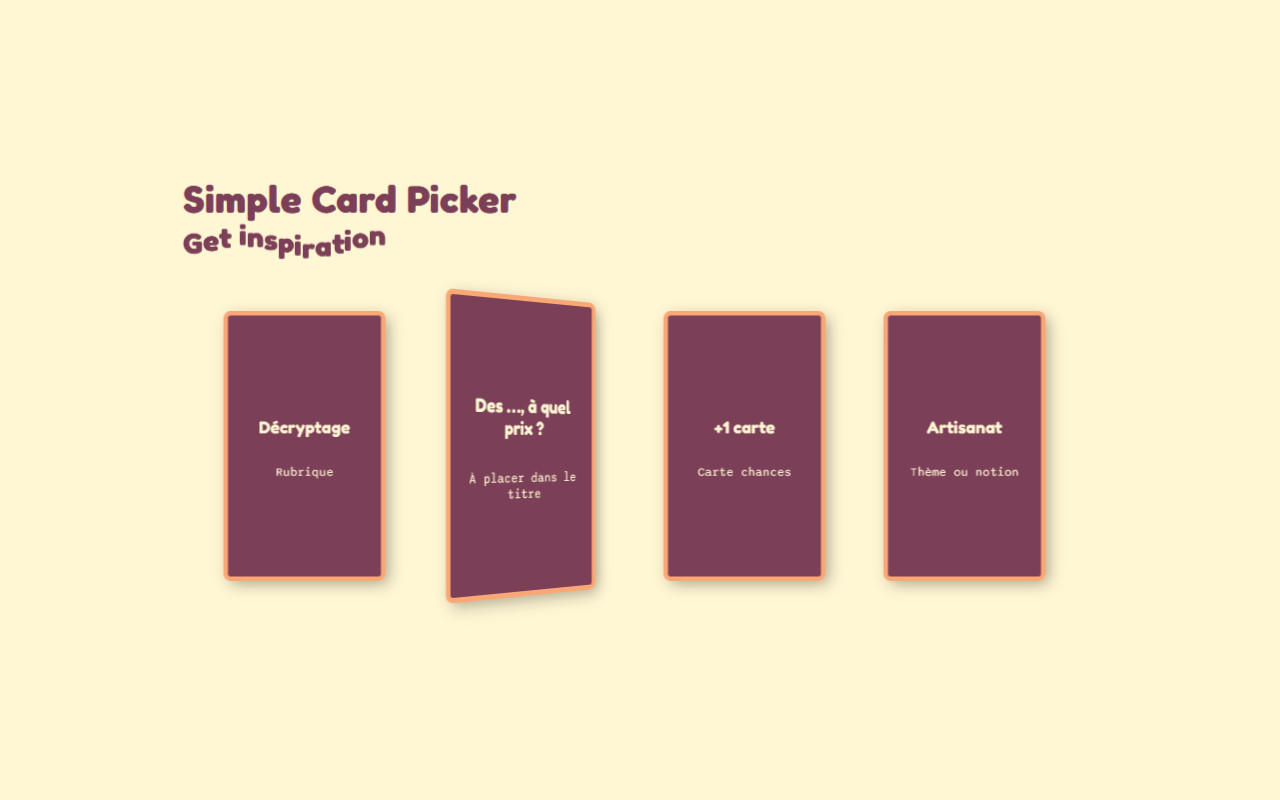 Simple Card Picker
Get inspiration
Décryptage
Rubrique
Des ..., à quel
prix ?
À placer dans le
titre
+1 carte
Carte chances
Artisanat
Thème ou notion